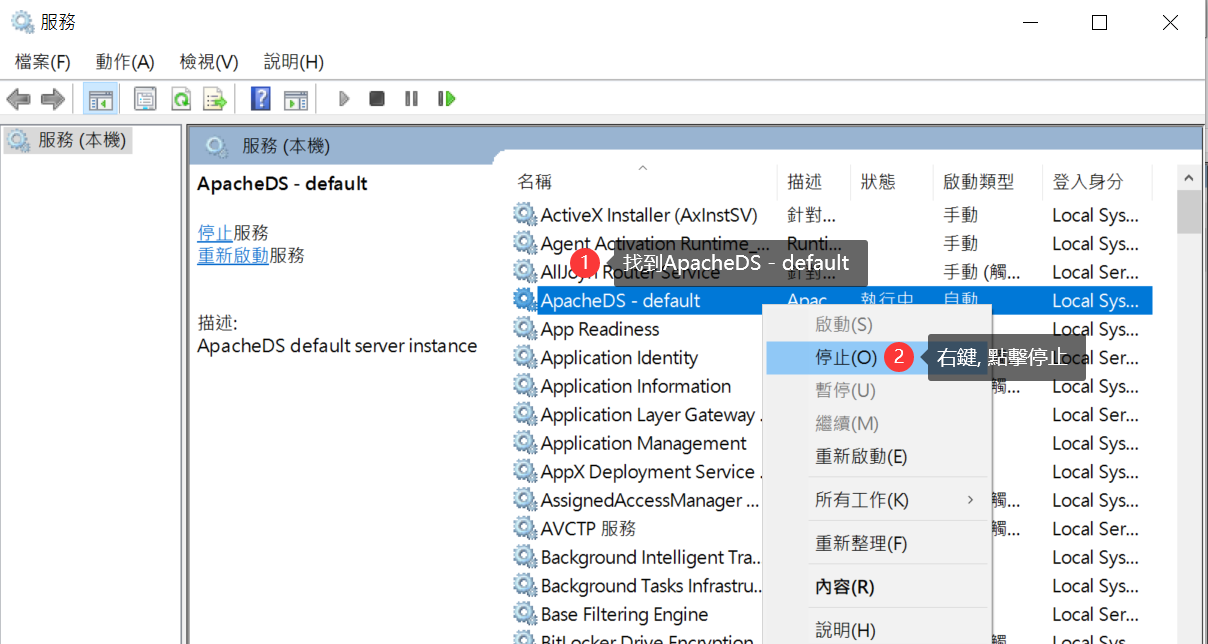 服務
檔案(F) 動作(A) 檢視(V) 說明(H)
服務 (本機)
服務 (本機)
ApacheDS - default
停止服務
重新啟動服務
描述:
ApacheDS default server instance
名稱 描述 狀態 啟動類型 登入身分
ActiveX Installer (AxInstSV) 針對... 手動 Local Sys...
Agent Activation Runtime_... Runti... 手動 Local Sys...
1 找到ApacheDS - default
AllJoyn Router Service 針對... 手動 (觸... Local Ser...
ApacheDS - default Apac 執行中 自動 Local Sys...
App Readiness Local Sys...
Application Identity Local Ser...
Application Information 觸... Local Sys...
Application Layer Gateway . Local Ser...
Application Management Local Sys...
AppX Deployment Service . Local Sys...
AssignedAccessManager ... 觸... Local Sys...
AVCTP 服務 觸... Local Ser...
Background Intelligent Tra... Local Sys...
Background Tasks Infrastru... Local Sys...
Base Filtering Engine Local Ser...
BitLocker Drive Encryption 觸... Local Sys...
啟動(S)
停止(O) 2 右鍵, 點擊停止
暫停(U)
繼續(M)
重新啟動(E)
所有工作(K)
重新整理(F)
內容(R)
說明(H)